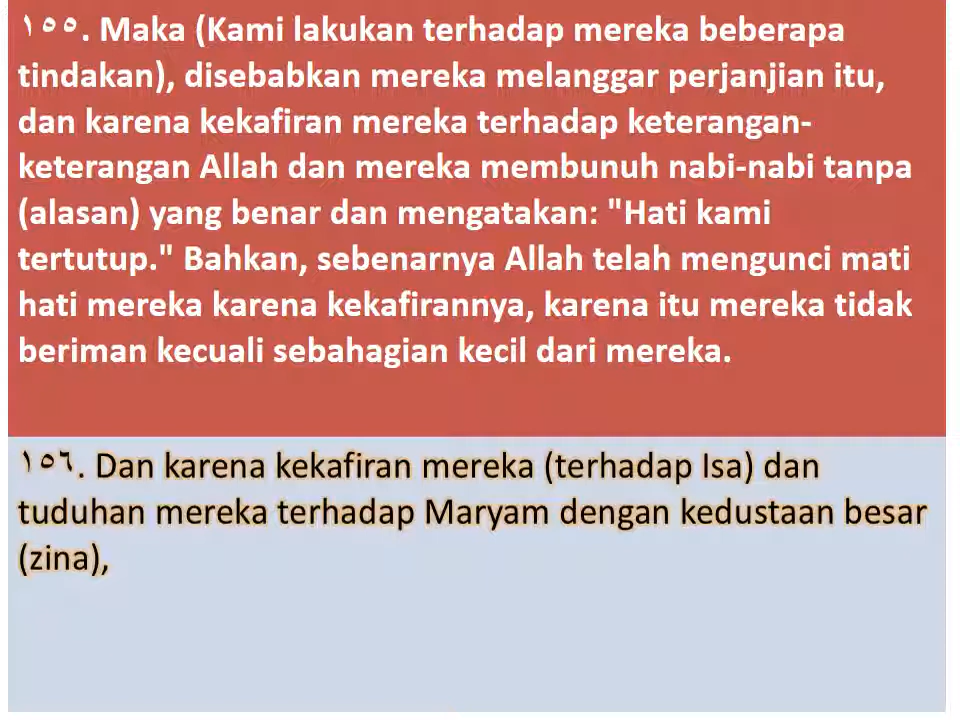 ١٥٥. Maka (Kami lakukan terhadap mereka beberapa
tindakan), disebabkan mereka melanggar perjanjian itu,
dan karena kekafiran mereka terhadap keterangan-
keterangan Allah dan mereka membunuh nabi-nabi tanpa
(alasan) yang benar dan mengatakan: "Hati kami
tertutup." Bahkan, sebenarnya Allah telah mengunci mati
hati mereka karena kekafirannya, karena itu mereka tidak
beriman kecuali sebahagian kecil dari mereka.
١٥٦. Dan karena kekafiran mereka (terhadap Isa) dan
tuduhan mereka terhadap Maryam dengan kedustaan besar
(zina),